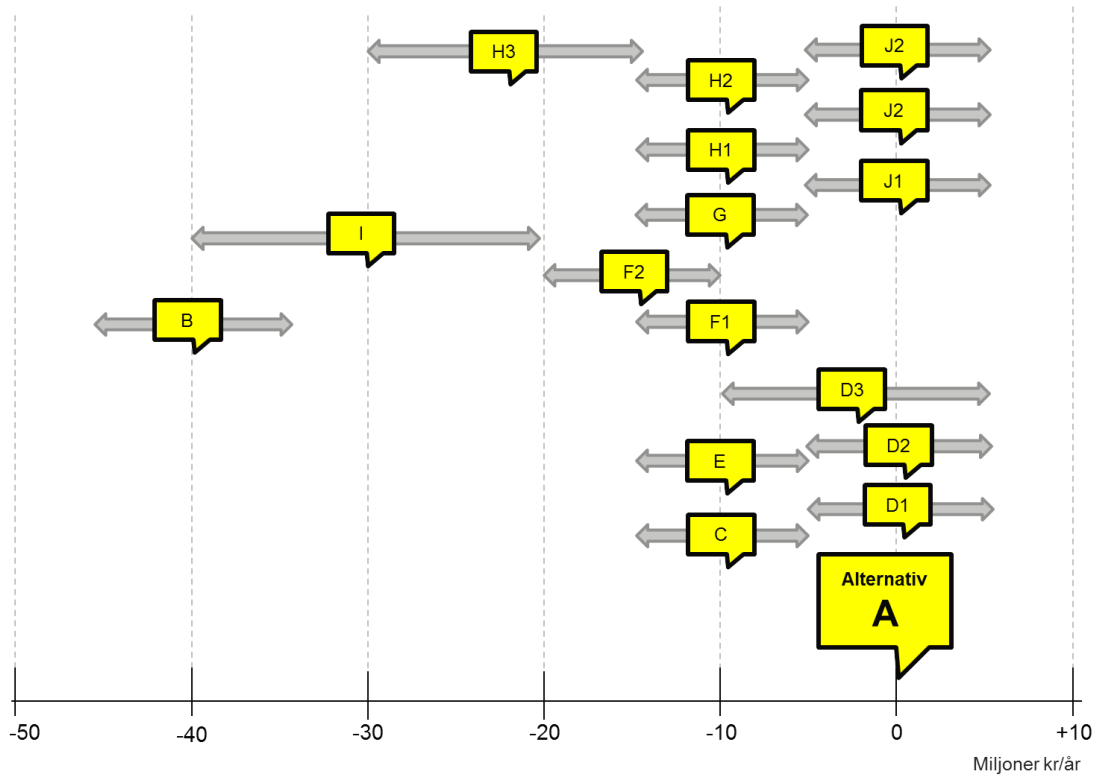 H3
J2
H2
J2
H1
J1
G
I
F2
B
F1
D3
D2
E
D1
C
Alternativ
A
-50 -40 -30 -20 -10 0 +10
Miljoner kr/år